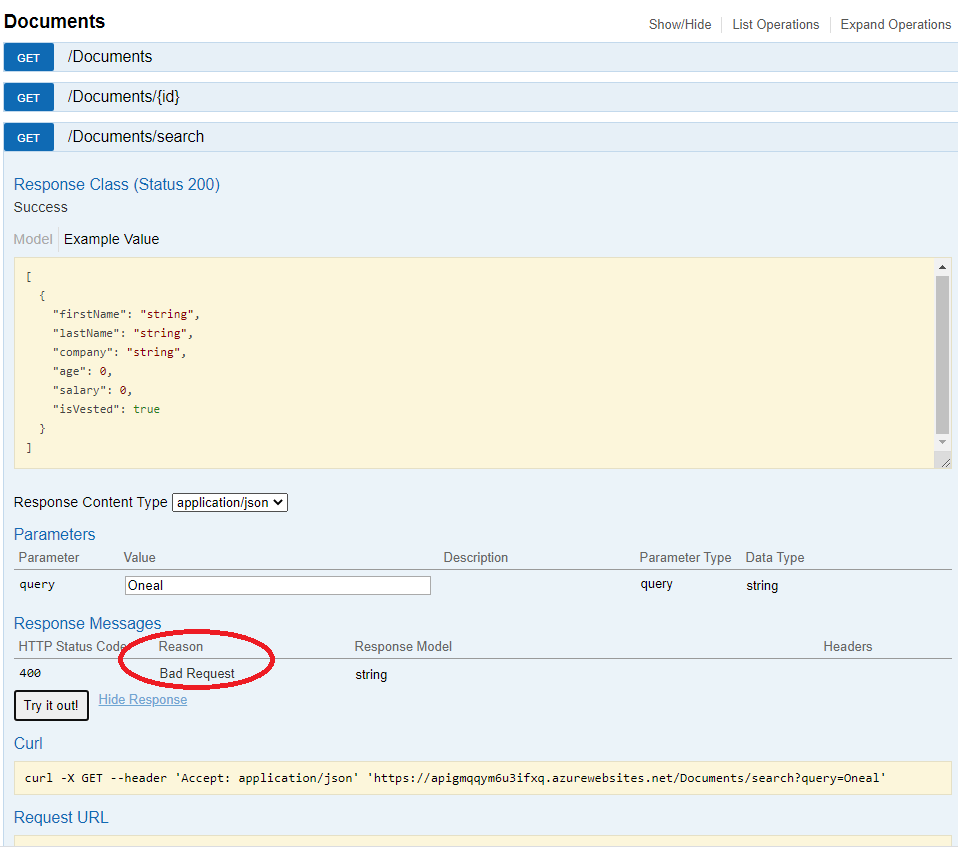 Documents
Show/Hide List Operations Expand Operations
GET /Documents
GET /Documents/{id}
GET /Documents/search
Response Class (Status 200)
Success
Model Example Value
[
{
"firstName": "string",
"lastName": "string",
"company": "string",
"age": 0,
"salary": 0,
"isVested": true
}
]
Response Content Type application/json
Parameters
Parameter Value Description Parameter Type Data Type
query Oneal query string
Response Messages
HTTP Status Code Reason Response Model Headers
400 Bad Request string
Try it out! Hide Response
Curl
curl -X GET --header 'Accept: application/json' 'https://apigmqqym6u3ifxq.azurewebsites.net/Documents/search?query=Oneal'
Request URL